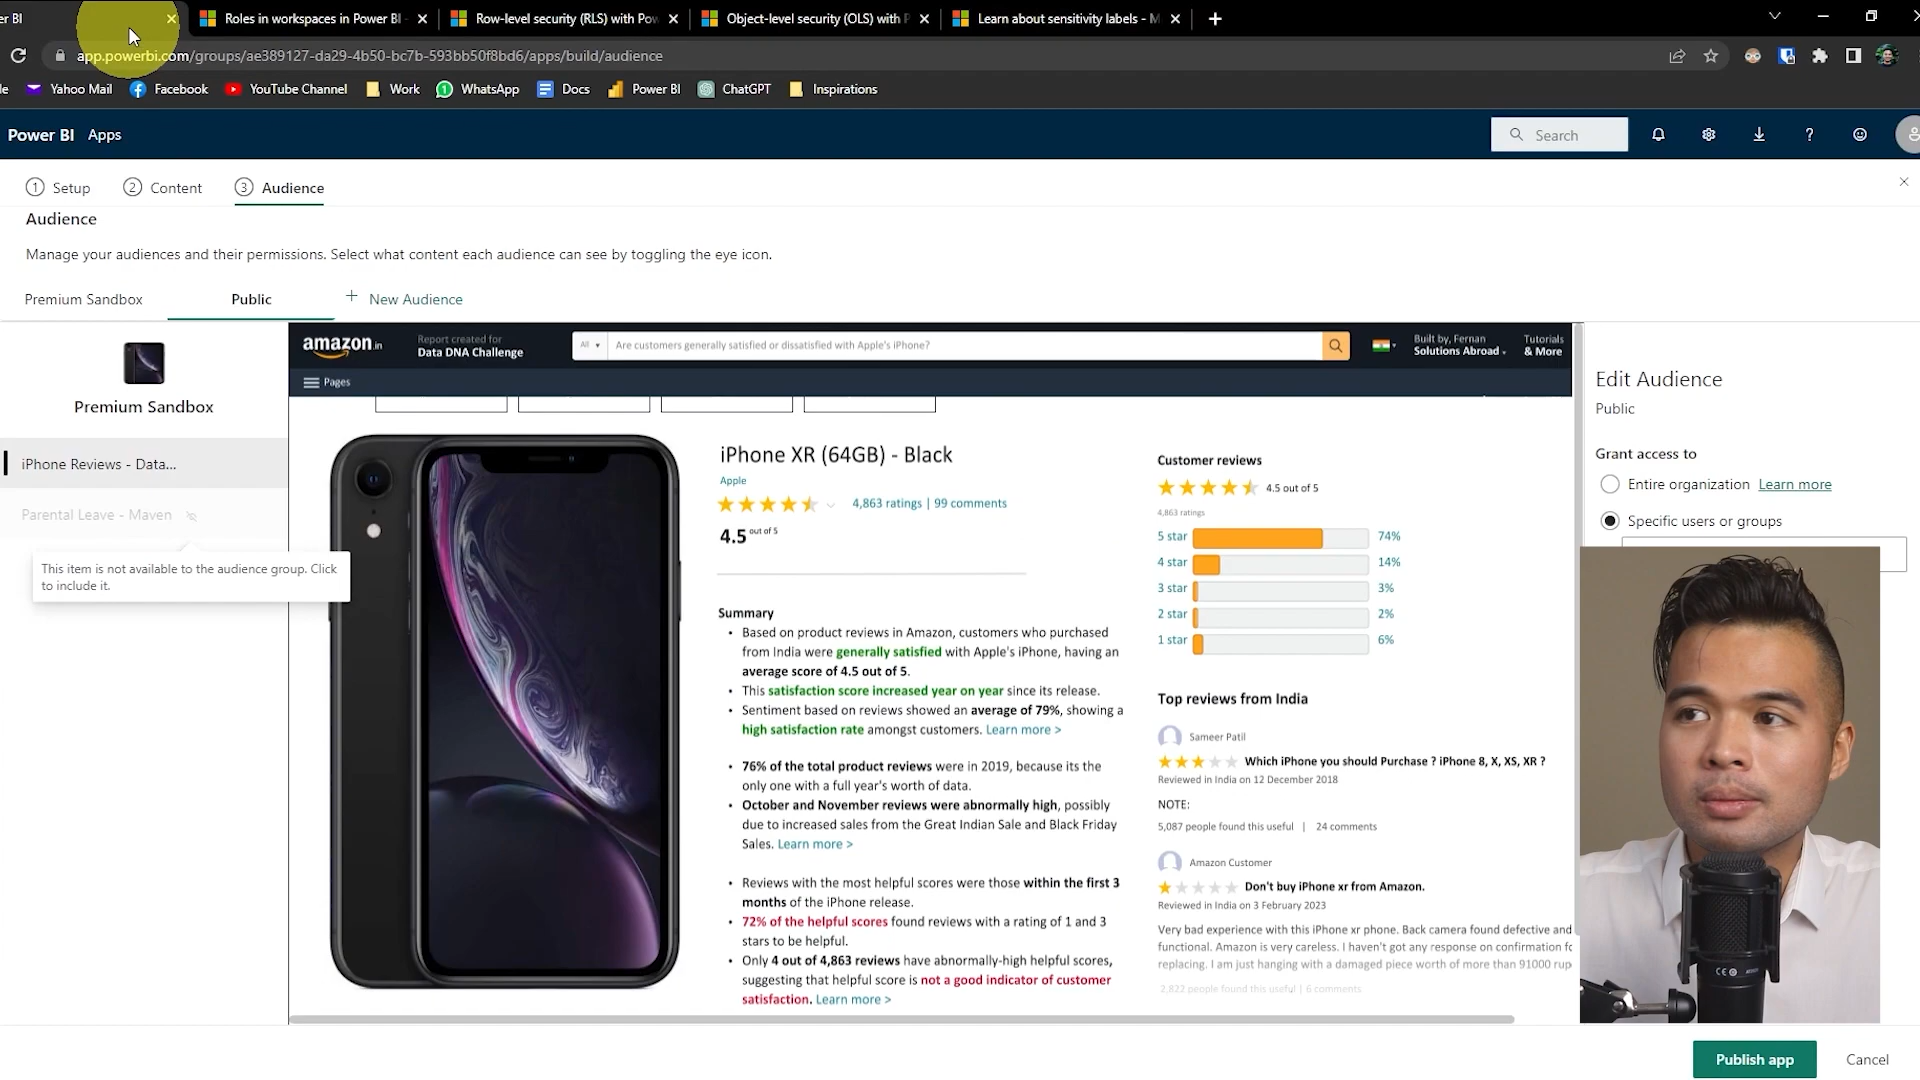 er BI
Roles in workspaces in Power BI -
Row-level security (RLS) with Pow
Object-level security (OLS) with P
Learn about sensitivity labels - M
app.powerbi.com/groups/ae389127-da29-4b50-bc7b-593bb50f8bd6/apps/build/audience
Yahoo Mail
Facebook
YouTube Channel
Work
WhatsApp
Docs
Power BI
ChatGPT
Inspirations
Power BI Apps
Search
1 Setup
2 Content
3 Audience
Audience
Manage your audiences and their permissions. Select what content each audience can see by toggling the eye icon.
Premium Sandbox
Public
+ New Audience
Premium Sandbox
iPhone Reviews - Data...
Parental Leave - Maven
This item is not available to the audience group. Click
to include it.
amazon.in
Report created for
Data DNA Challenge
All
Are customers generally satisfied or dissatisfied with Apple's iPhone?
Built by, Fernan
Solutions Abroad
Tutorials
& More
Pages
iPhone XR (64GB) - Black
Apple
4,863 ratings | 99 comments
4.5 out of 5
Summary
• Based on product reviews in Amazon, customers who purchased
from India were generally satisfied with Apple's iPhone, having an
average score of 4.5 out of 5.
• This satisfaction score increased year on year since its release.
• Sentiment based on reviews showed an average of 79%, showing a
high satisfaction rate amongst customers. Learn more >
• 76% of the total product reviews were in 2019, because its the
only one with a full year's worth of data.
• October and November reviews were abnormally high, possibly
due to increased sales from the Great Indian Sale and Black Friday
Sales. Learn more >
• Reviews with the most helpful scores were those within the first 3
months of the iPhone release.
• 72% of the helpful scores found reviews with a rating of 1 and 3
stars to be helpful.
• Only 4 out of 4,863 reviews have abnormally-high helpful scores,
suggesting that helpful score is not a good indicator of customer
satisfaction. Learn more >
Customer reviews
4.5 out of 5
4,863 ratings
5 star 74%
4 star 14%
3 star 3%
2 star 2%
1 star 6%
Top reviews from India
Sameer Patil
Which iPhone you should Purchase ? iPhone 8, X, XS, XR ?
Reviewed in India on 12 December 2018
NOTE:
5,087 people found this useful | 24 comments
Amazon Customer
Don't buy iPhone xr from Amazon.
Reviewed in India on 3 February 2023
Very bad experience with this iPhone xr phone. Back camera found defective and
functional. Amazon is very careless. I haven't got any response on confirmation fo
replacing. I am just hanging with a damaged piece worth of more than 91000 rup
2,822 people found this useful | 6 comments
Edit Audience
Public
Grant access to
Entire organization Learn more
Specific users or groups
Publish app
Cancel